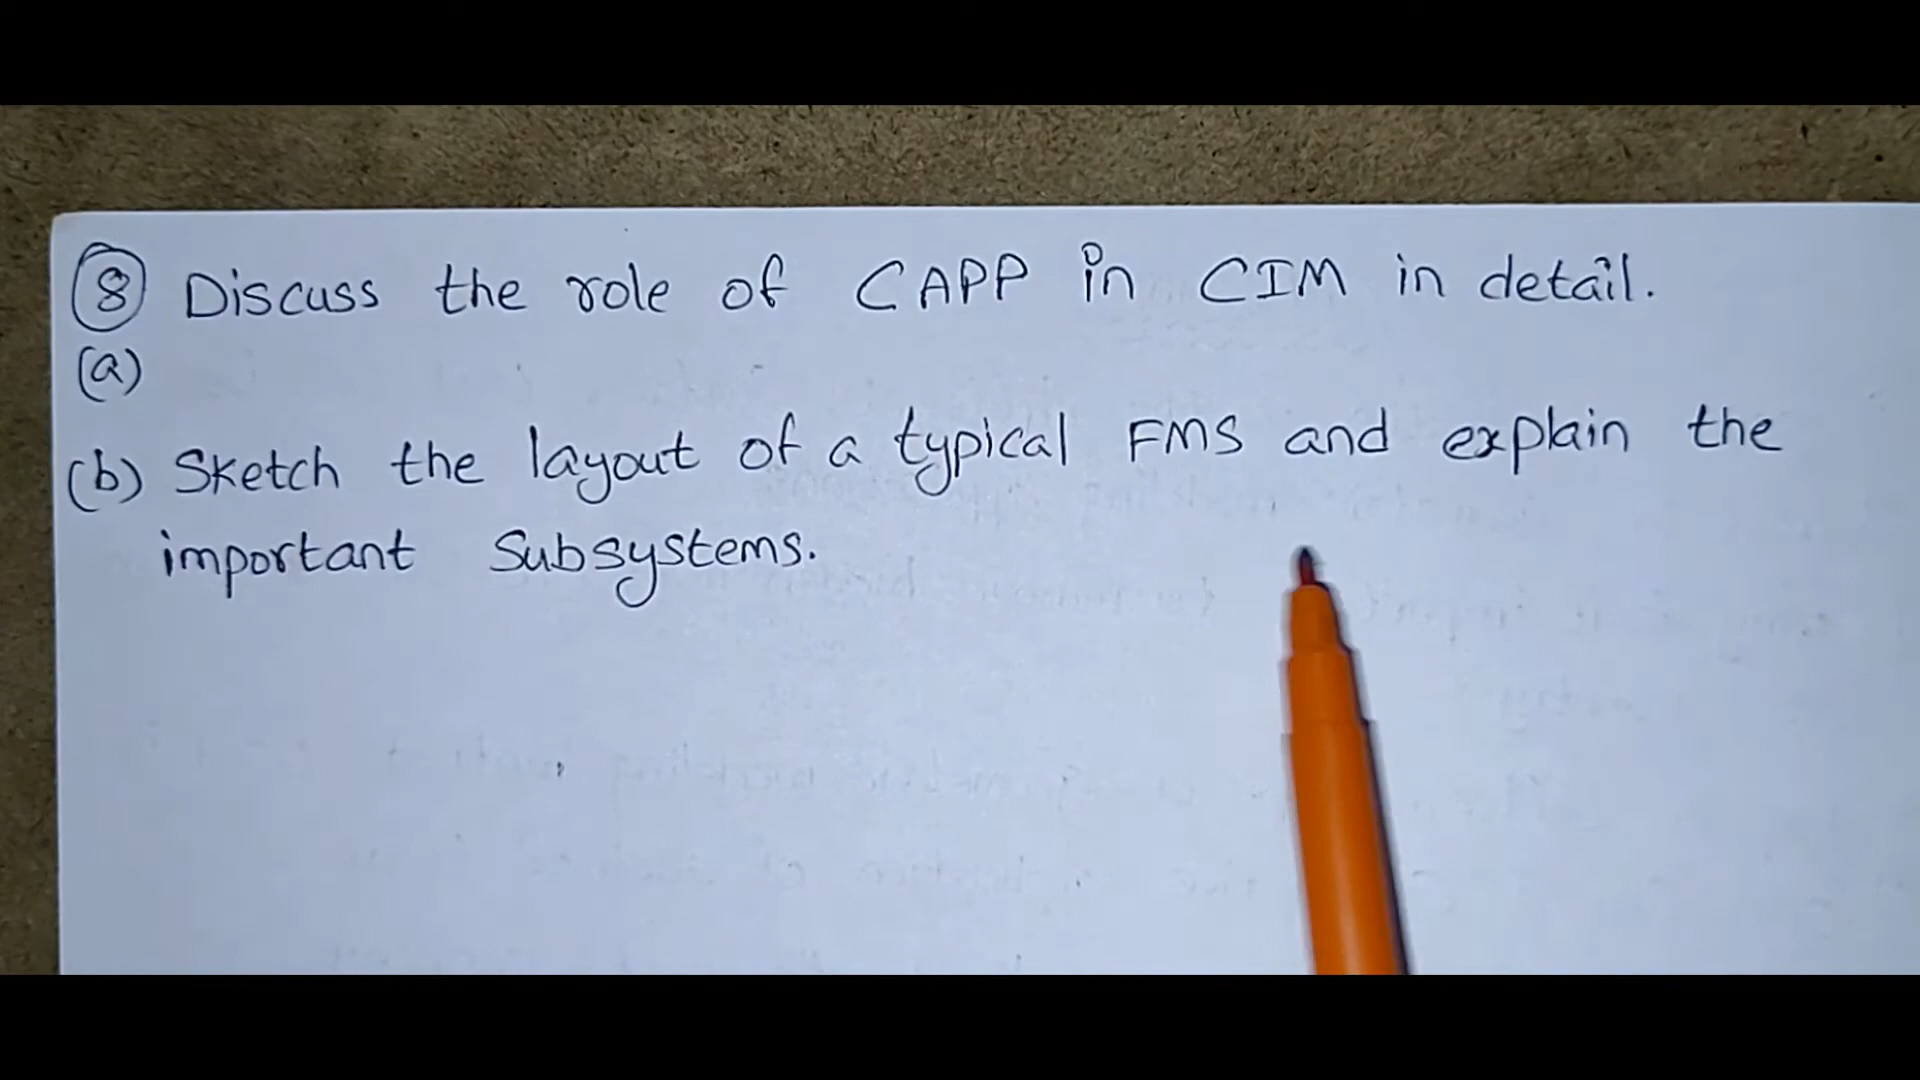 8 Discuss the role of CAPP in CIM in detail.
(a)
(b) Sketch the layout of a typical FMS and explain the
important Subsystems.